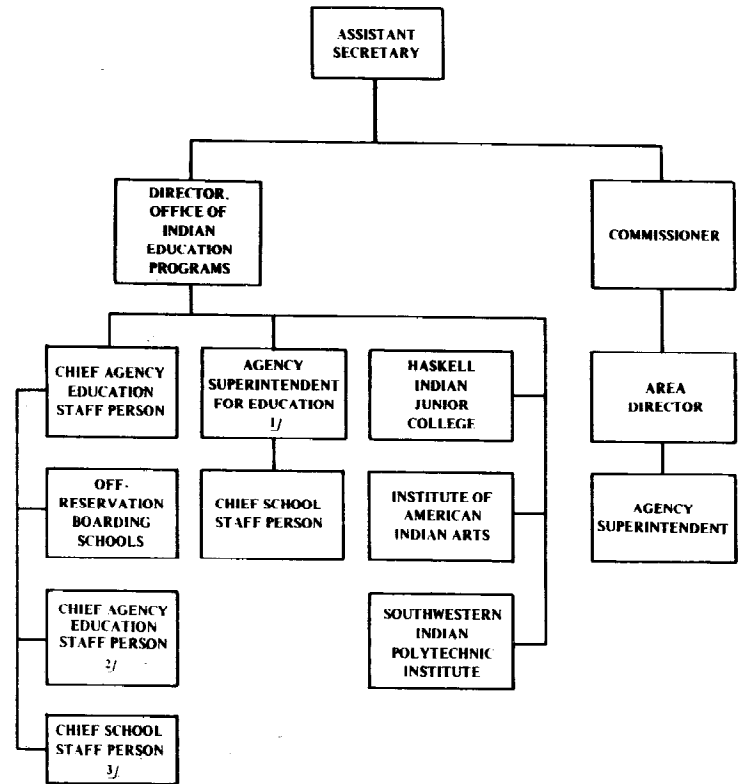 ASSISTANT
SECRETARY
DIRECTOR,
OFFICE OF
INDIAN
EDUCATION
PROGRAMS
COMMISSIONER
CHIEF AGENCY
EDUCATION
STAFF PERSON
AGENCY
SUPERINTENDENT
FOR EDUCATION
1/
HASKELL
INDIAN
JUNIOR
COLLEGE
AREA
DIRECTOR
OFF-
RESERVATION
BOARDING
SCHOOLS
CHIEF SCHOOL
STAFF PERSON
INSTITUTE OF
AMERICAN
INDIAN ARTS
AGENCY
SUPERINTENDENT
CHIEF AGENCY
EDUCATION
STAFF PERSON
2/
SOUTHWESTERN
INDIAN
POLYTECHNIC
INSTITUTE
CHIEF SCHOOL
STAFF PERSON
3/